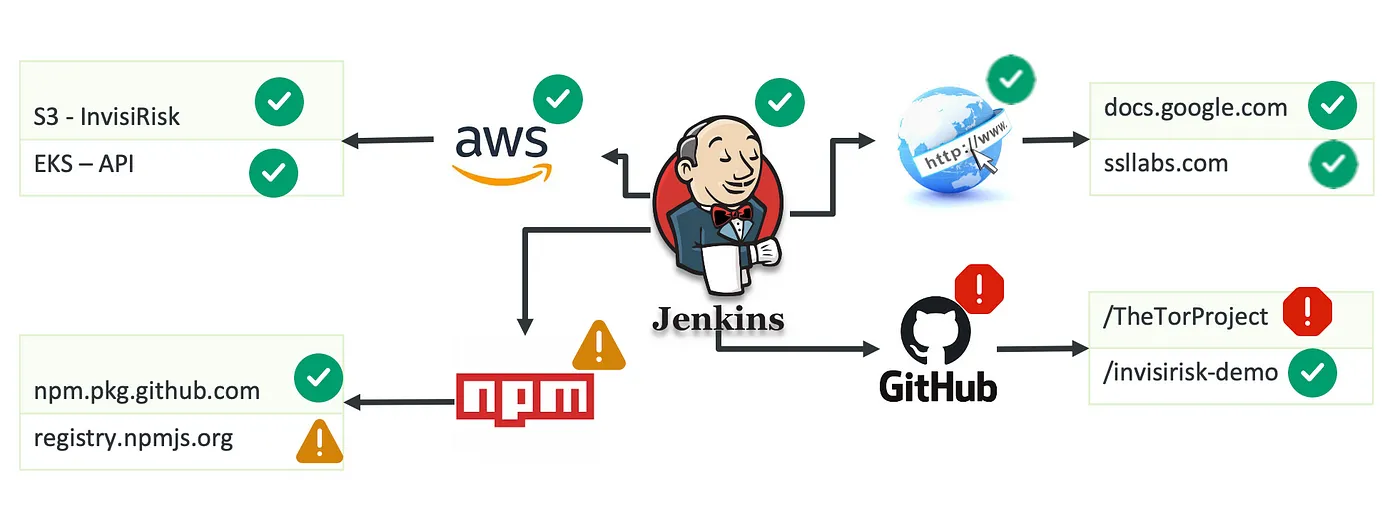 S3 - InvisiRisk
EKS – API
aws
Jenkins
http://www.
docs.google.com
ssllabs.com
npm.pkg.github.com
registry.npmjs.org
npm
GitHub
/TheTorProject
/invisirisk-demo